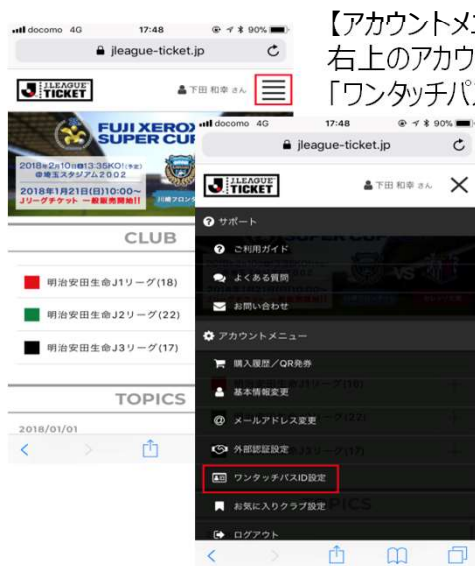 【アカウントメニ
右上のアカウ
「ワンタッチパス
docomo 4G 17:48 90%
jleague-ticket.jp
J.LEAGUE
TICKET
下田 和幸 さん
FUJI XEROX
SUPER CUP
2018年2月10日(土)13:35KO!(予定)
@埼玉スタジアム2002
2018年1月21日(日)10:00〜
Jリーグチケット 一般販売開始!!
川崎フロン
CLUB
明治安田生命J1リーグ(18)
明治安田生命J2リーグ(22)
明治安田生命J3リーグ(17)
TOPICS
2018/01/01
docomo 4G 17:48 90%
jleague-ticket.jp
J.LEAGUE
TICKET
下田 和幸 さん
サポート
ご利用ガイド
よくある質問
お問い合わせ
アカウントメニュー
購入履歴/QR発券
基本情報変更
メールアドレス変更
外部認証設定
ワンタッチパスID設定
お気に入りクラブ設定
ログアウト